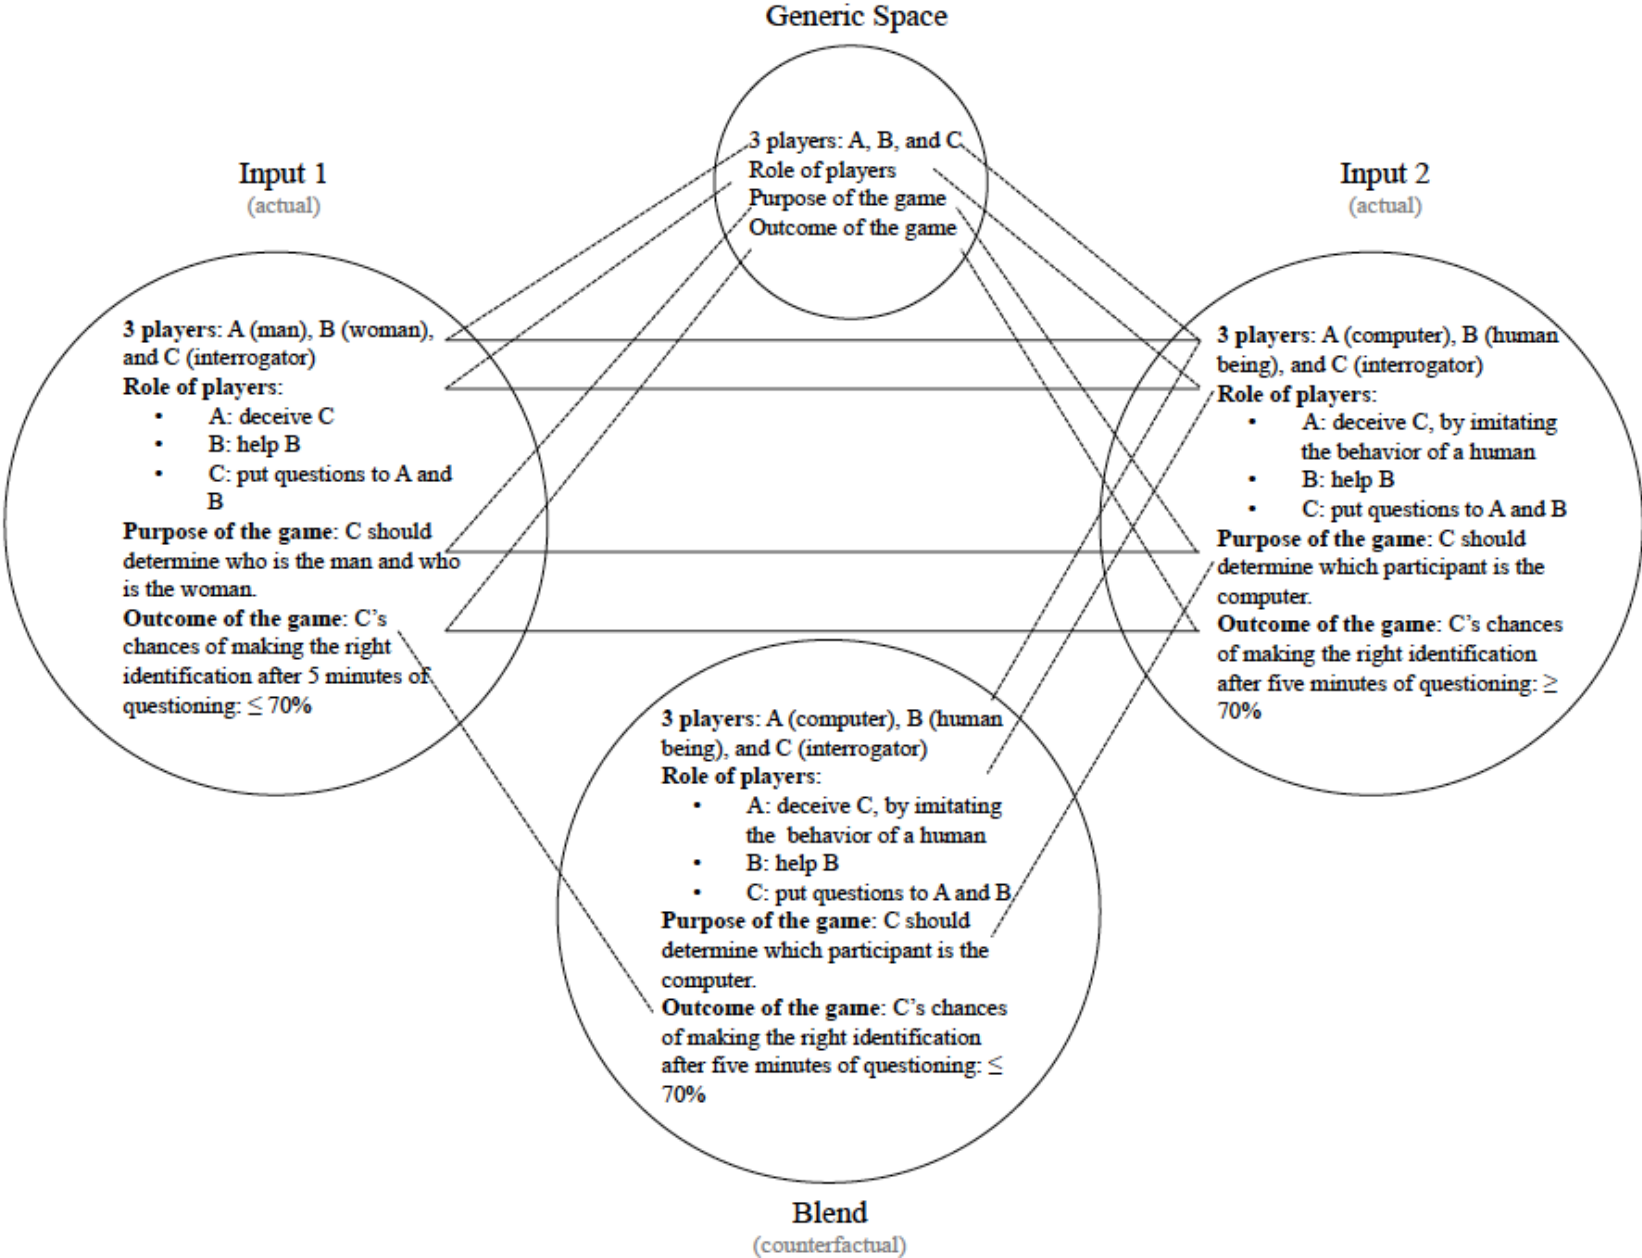 Generic Space
3 players: A, B, and C
Role of players
Purpose of the game
Outcome of the game
Input 1
(actual)
3 players: A (man), B (woman),
and C (interrogator)
Role of players:
• A: deceive C
• B: help B
• C: put questions to A and
B
Purpose of the game: C should
determine who is the man and who
is the woman.
Outcome of the game: C’s
chances of making the right
identification after 5 minutes of
questioning: ≤ 70%
Input 2
(actual)
3 players: A (computer), B (human
being), and C (interrogator)
Role of players:
• A: deceive C, by imitating
the behavior of a human
• B: help B
• C: put questions to A and B
Purpose of the game: C should
determine which participant is the
computer.
Outcome of the game: C’s chances
of making the right identification
after five minutes of questioning: ≥
70%
3 players: A (computer), B (human
being), and C (interrogator)
Role of players:
• A: deceive C, by imitating
the behavior of a human
• B: help B
• C: put questions to A and B
Purpose of the game: C should
determine which participant is the
computer.
Outcome of the game: C’s chances
of making the right identification
after five minutes of questioning: ≤
70%
Blend
(counterfactual)